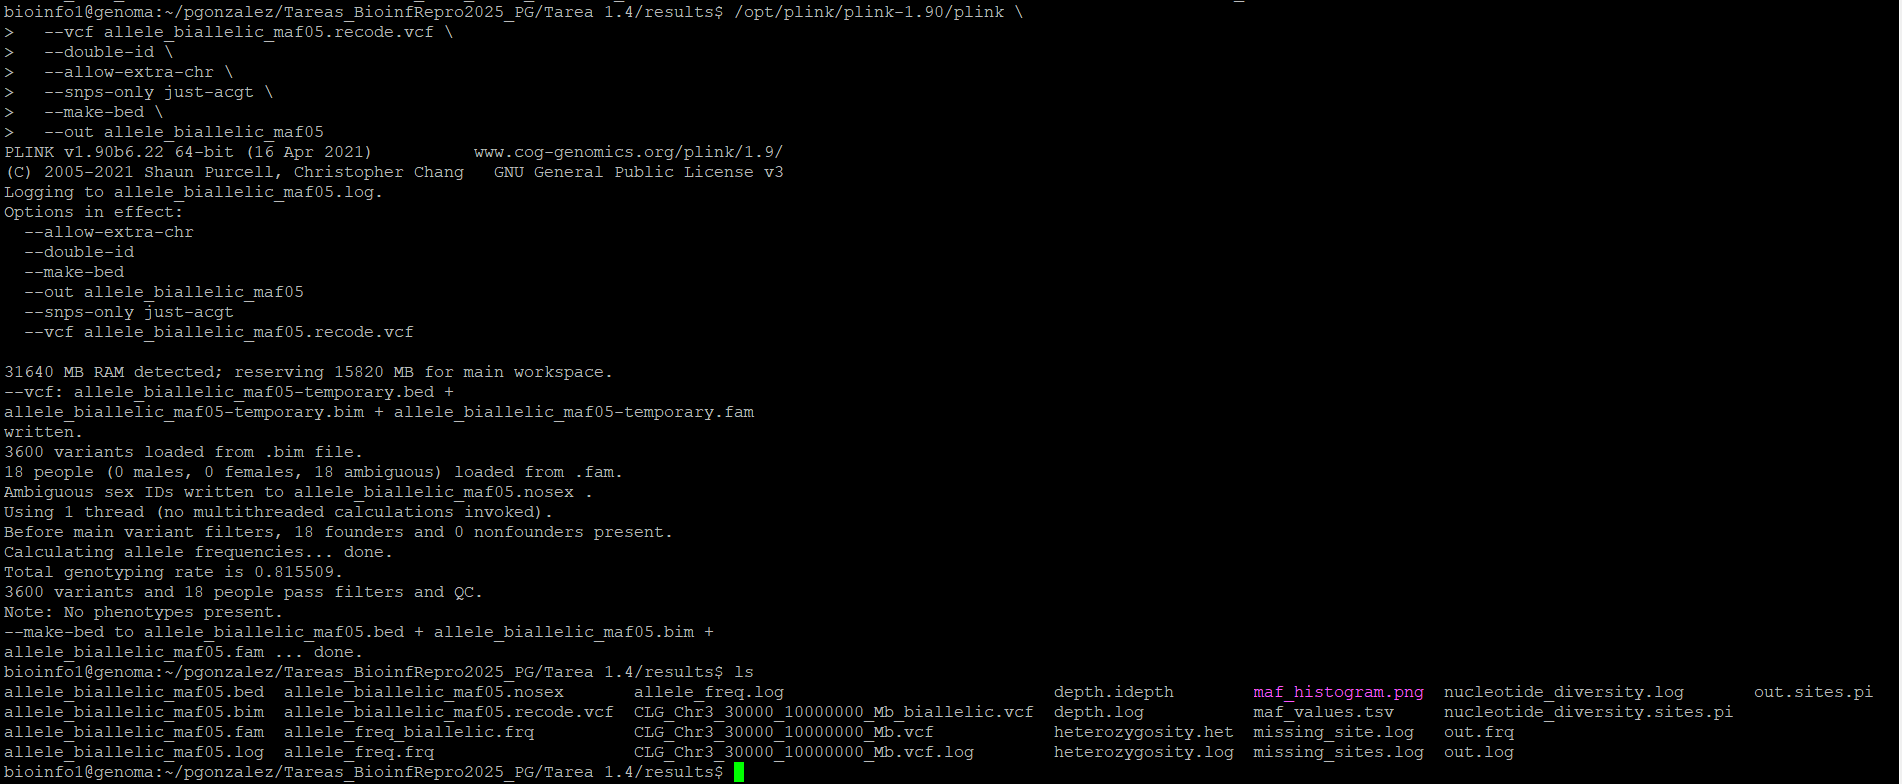 bioinfo1@genoma:~/pgonzalez/Tareas_BioinfRepro2025_PG/Tarea 1.4/results$ /opt/plink/plink-1.90/plink \
>   --vcf allele_biallelic_maf05.recode.vcf \
>   --double-id \
>   --allow-extra-chr \
>   --snps-only just-acgt \
>   --make-bed \
>   --out allele_biallelic_maf05
PLINK v1.90b6.22 64-bit (16 Apr 2021)          www.cog-genomics.org/plink/1.9/
(C) 2005-2021 Shaun Purcell, Christopher Chang   GNU General Public License v3
Logging to allele_biallelic_maf05.log.
Options in effect:
  --allow-extra-chr
  --double-id
  --make-bed
  --out allele_biallelic_maf05
  --snps-only just-acgt
  --vcf allele_biallelic_maf05.recode.vcf
31640 MB RAM detected; reserving 15820 MB for main workspace.
--vcf: allele_biallelic_maf05-temporary.bed +
allele_biallelic_maf05-temporary.bim + allele_biallelic_maf05-temporary.fam
written.
3600 variants loaded from .bim file.
18 people (0 males, 0 females, 18 ambiguous) loaded from .fam.
Ambiguous sex IDs written to allele_biallelic_maf05.nosex .
Using 1 thread (no multithreaded calculations invoked).
Before main variant filters, 18 founders and 0 nonfounders present.
Calculating allele frequencies... done.
Total genotyping rate is 0.815509.
3600 variants and 18 people pass filters and QC.
Note: No phenotypes present.
--make-bed to allele_biallelic_maf05.bed + allele_biallelic_maf05.bim +
allele_biallelic_maf05.fam ... done.
bioinfo1@genoma:~/pgonzalez/Tareas_BioinfRepro2025_PG/Tarea 1.4/results$ ls
allele_biallelic_maf05.bed  allele_biallelic_maf05.nosex       allele_freq.log                           depth.idepth        maf_histogram.png  nucleotide_diversity.log       out.sites.pi
allele_biallelic_maf05.bim  allele_biallelic_maf05.recode.vcf  CLG_Chr3_30000_10000000_Mb_biallelic.vcf  depth.log           maf_values.tsv     nucleotide_diversity.sites.pi
allele_biallelic_maf05.fam  allele_freq_biallelic.frq          CLG_Chr3_30000_10000000_Mb.vcf            heterozygosity.het  missing_site.log   out.frq
allele_biallelic_maf05.log  allele_freq.frq                    CLG_Chr3_30000_10000000_Mb.vcf.log        heterozygosity.log  missing_sites.log  out.log
bioinfo1@genoma:~/pgonzalez/Tareas_BioinfRepro2025_PG/Tarea 1.4/results$